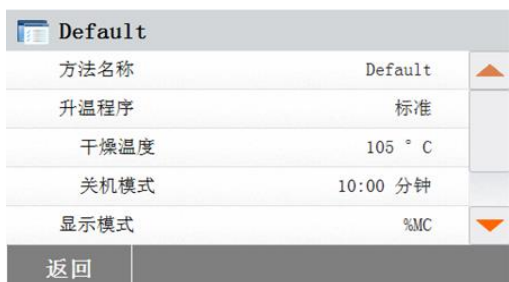 Default
方法名称 Default
升温程序 标准
干燥温度 105 ° C
关机模式 10:00 分钟
显示模式 %MC
返回